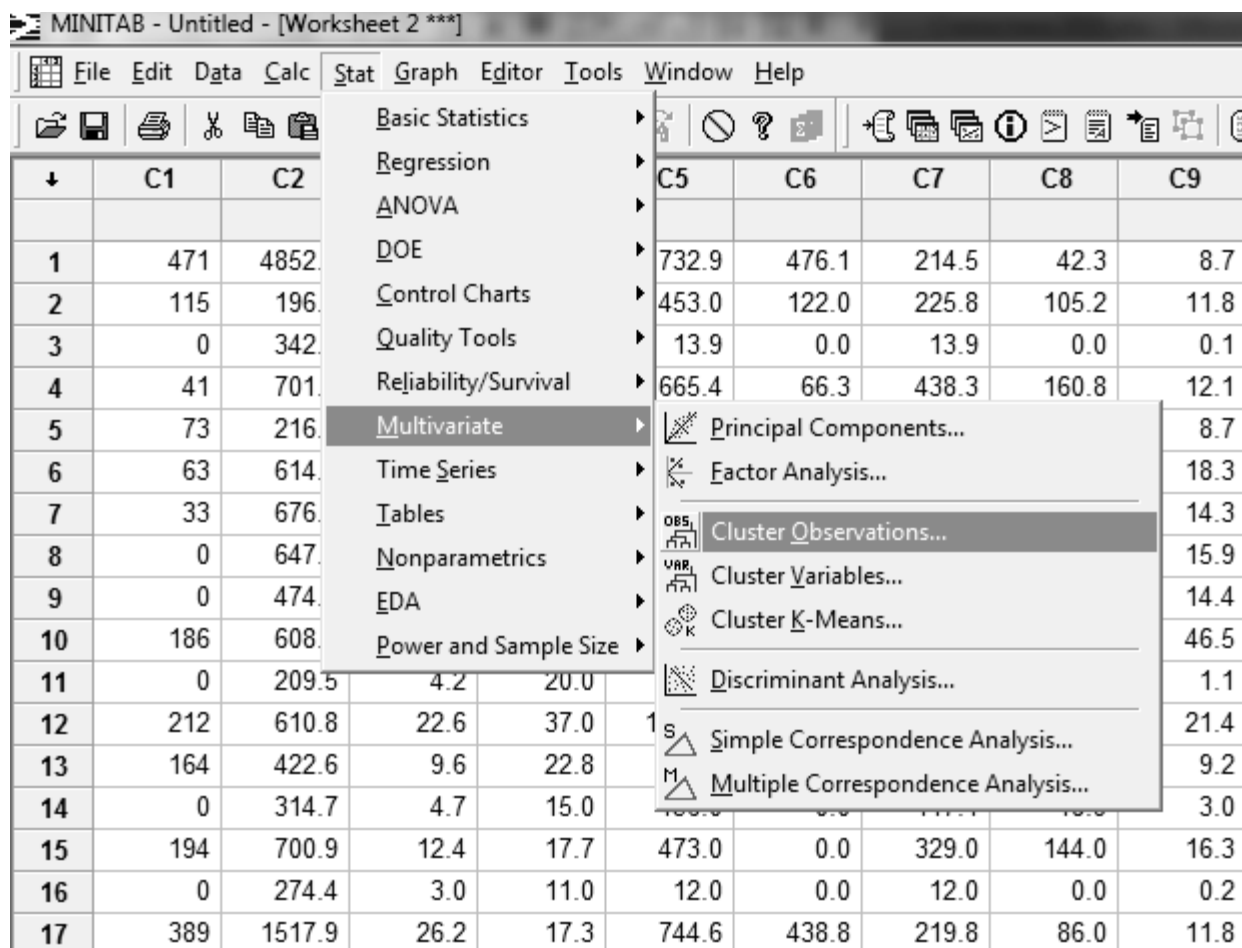 MINITAB - Untitled - [Worksheet 2 ***]
File Edit Data Calc Stat Graph Editor Tools Window Help
↓ C1 C2 C5 C6 C7 C8 C9
1 471 4852. 732.9 476.1 214.5 42.3 8.7
2 115 196. 453.0 122.0 225.8 105.2 11.8
3 0 342. 13.9 0.0 13.9 0.0 0.1
4 41 701. 665.4 66.3 438.3 160.8 12.1
5 73 216. 8.7
6 63 614. 18.3
7 33 676. 14.3
8 0 647. 15.9
9 0 474. 14.4
10 186 608. 46.5
11 0 209.5 4.2 20.0 1.1
12 212 610.8 22.6 37.0 1 21.4
13 164 422.6 9.6 22.8 9.2
14 0 314.7 4.7 15.0 3.0
15 194 700.9 12.4 17.7 473.0 0.0 329.0 144.0 16.3
16 0 274.4 3.0 11.0 12.0 0.0 12.0 0.0 0.2
17 389 1517.9 26.2 17.3 744.6 438.8 219.8 86.0 11.8
Basic Statistics
Regression
ANOVA
DOE
Control Charts
Quality Tools
Reliability/Survival
Multivariate
Time Series
Tables
Nonparametrics
EDA
Power and Sample Size
Principal Components...
Factor Analysis...
OBS, Cluster Observations...
VAR, Cluster Variables...
K Cluster K-Means...
Discriminant Analysis...
S Simple Correspondence Analysis...
M Multiple Correspondence Analysis...